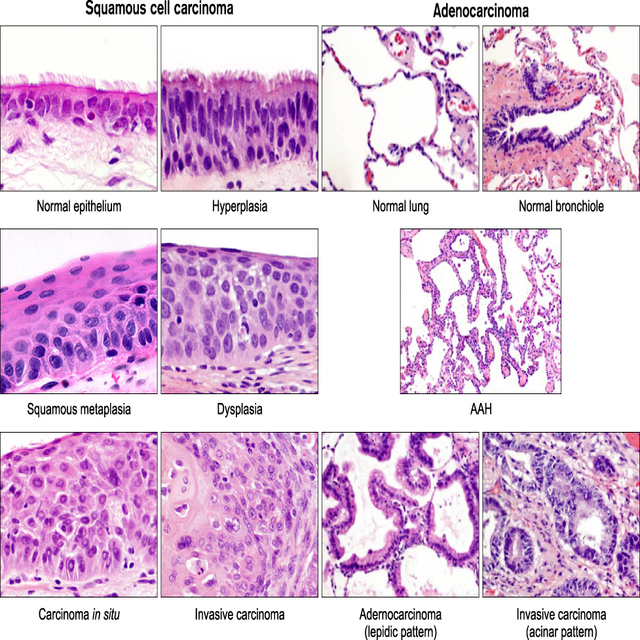 Squamous cell carcinoma
Adenocarcinoma
Normal epithelium
Hyperplasia
Normal lung
Normal bronchiole
Squamous metaplasia
Dysplasia
AAH
Carcinoma in situ
Invasive carcinoma
Adernocarcinoma
(lepidic pattern)
Invasive carcinoma
(acinar pattern)